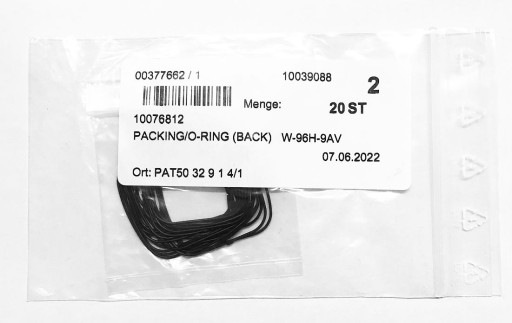 00377662 / 1 10039088 2
Menge: 20 ST
10076812
PACKING/O-RING (BACK) W-96H-9AV
07.06.2022
Ort: PAT50 32 9 1 4/1